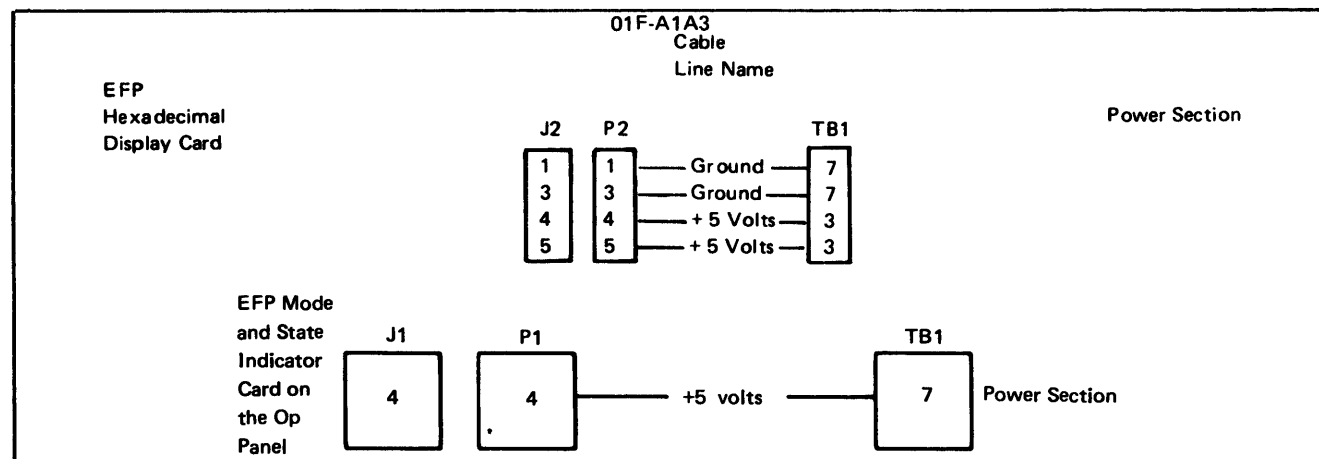 01F-A1A3
Cable
Line Name
EFP
Hexadecimal
Display Card
Power Section
J2 P2 TB1
1 1 Ground 7
3 3 Ground 7
4 4 + 5 Volts 3
5 5 + 5 Volts 3
EFP Mode
and State
Indicator
Card on
the Op
Panel
J1 P1 TB1
4 4 +5 volts 7 Power Section